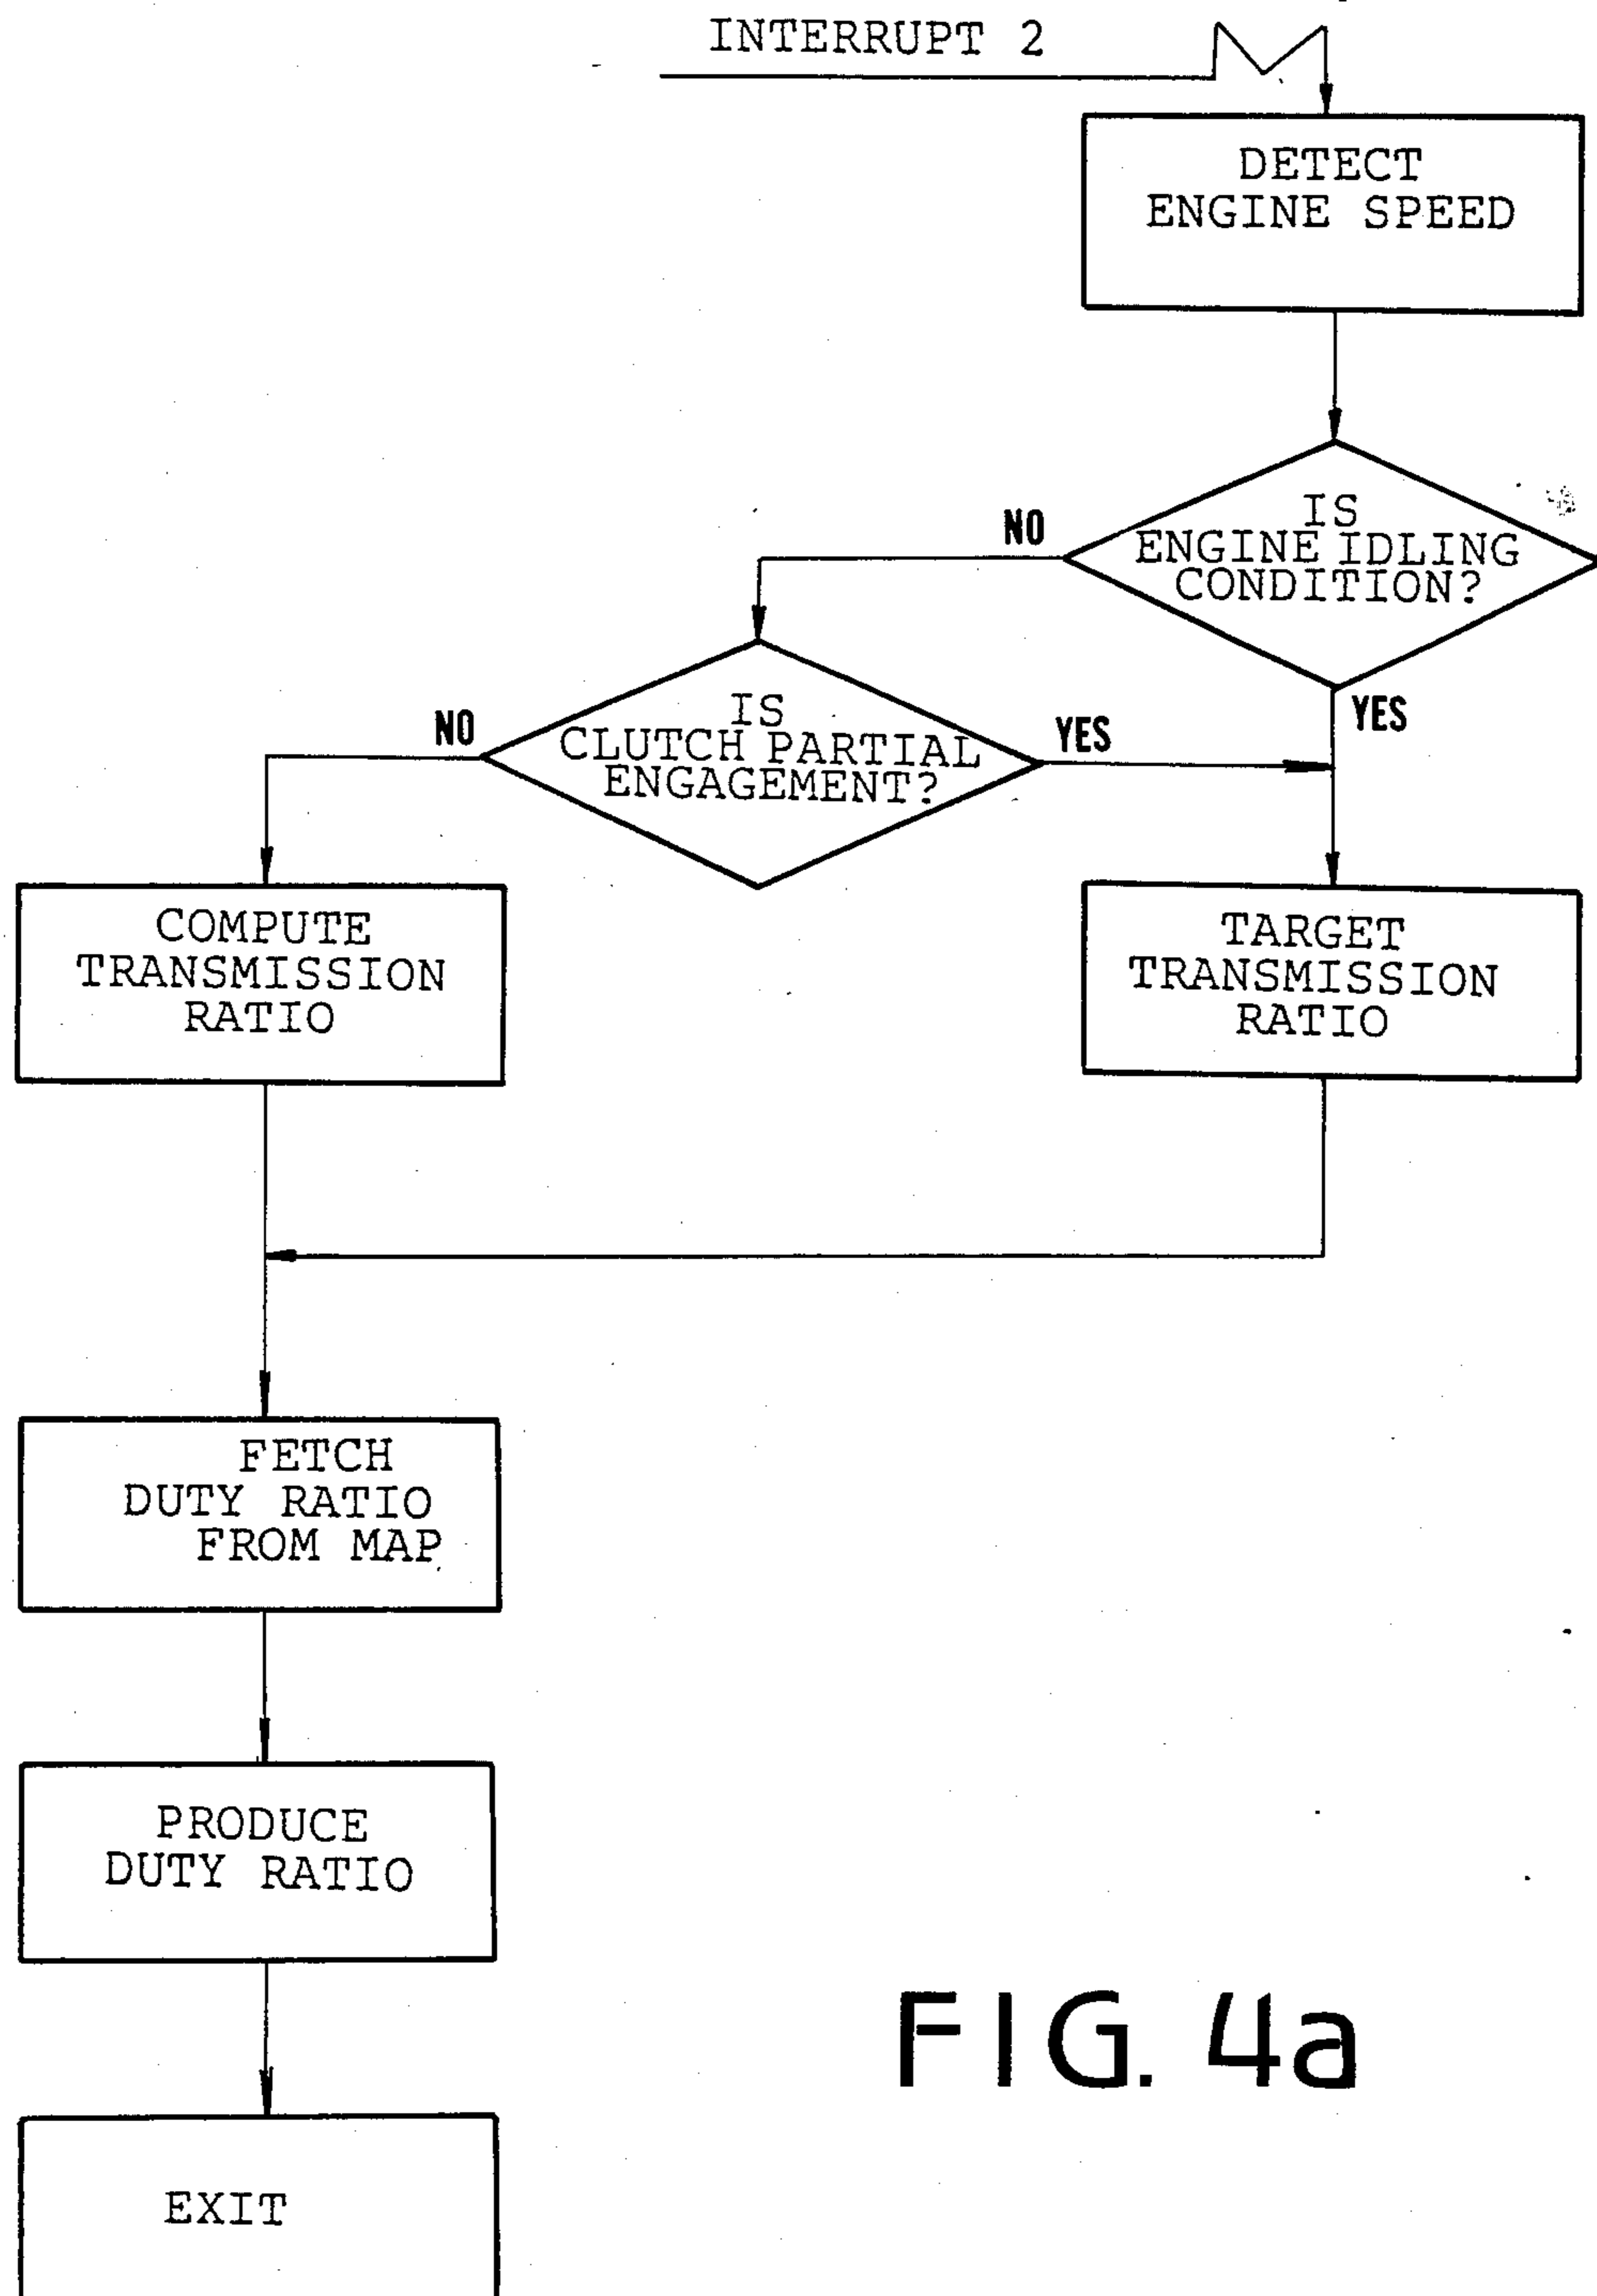 INTERRUPT 2
DETECT
ENGINE SPEED
IS
ENGINE IDLING
CONDITION?
NO
YES
IS
CLUTCH PARTIAL
ENGAGEMENT?
NO
YES
COMPUTE
TRANSMISSION
RATIO
TARGET
TRANSMISSION
RATIO
FETCH
DUTY RATIO
FROM MAP
PRODUCE
DUTY RATIO
EXIT
FIG. 4a